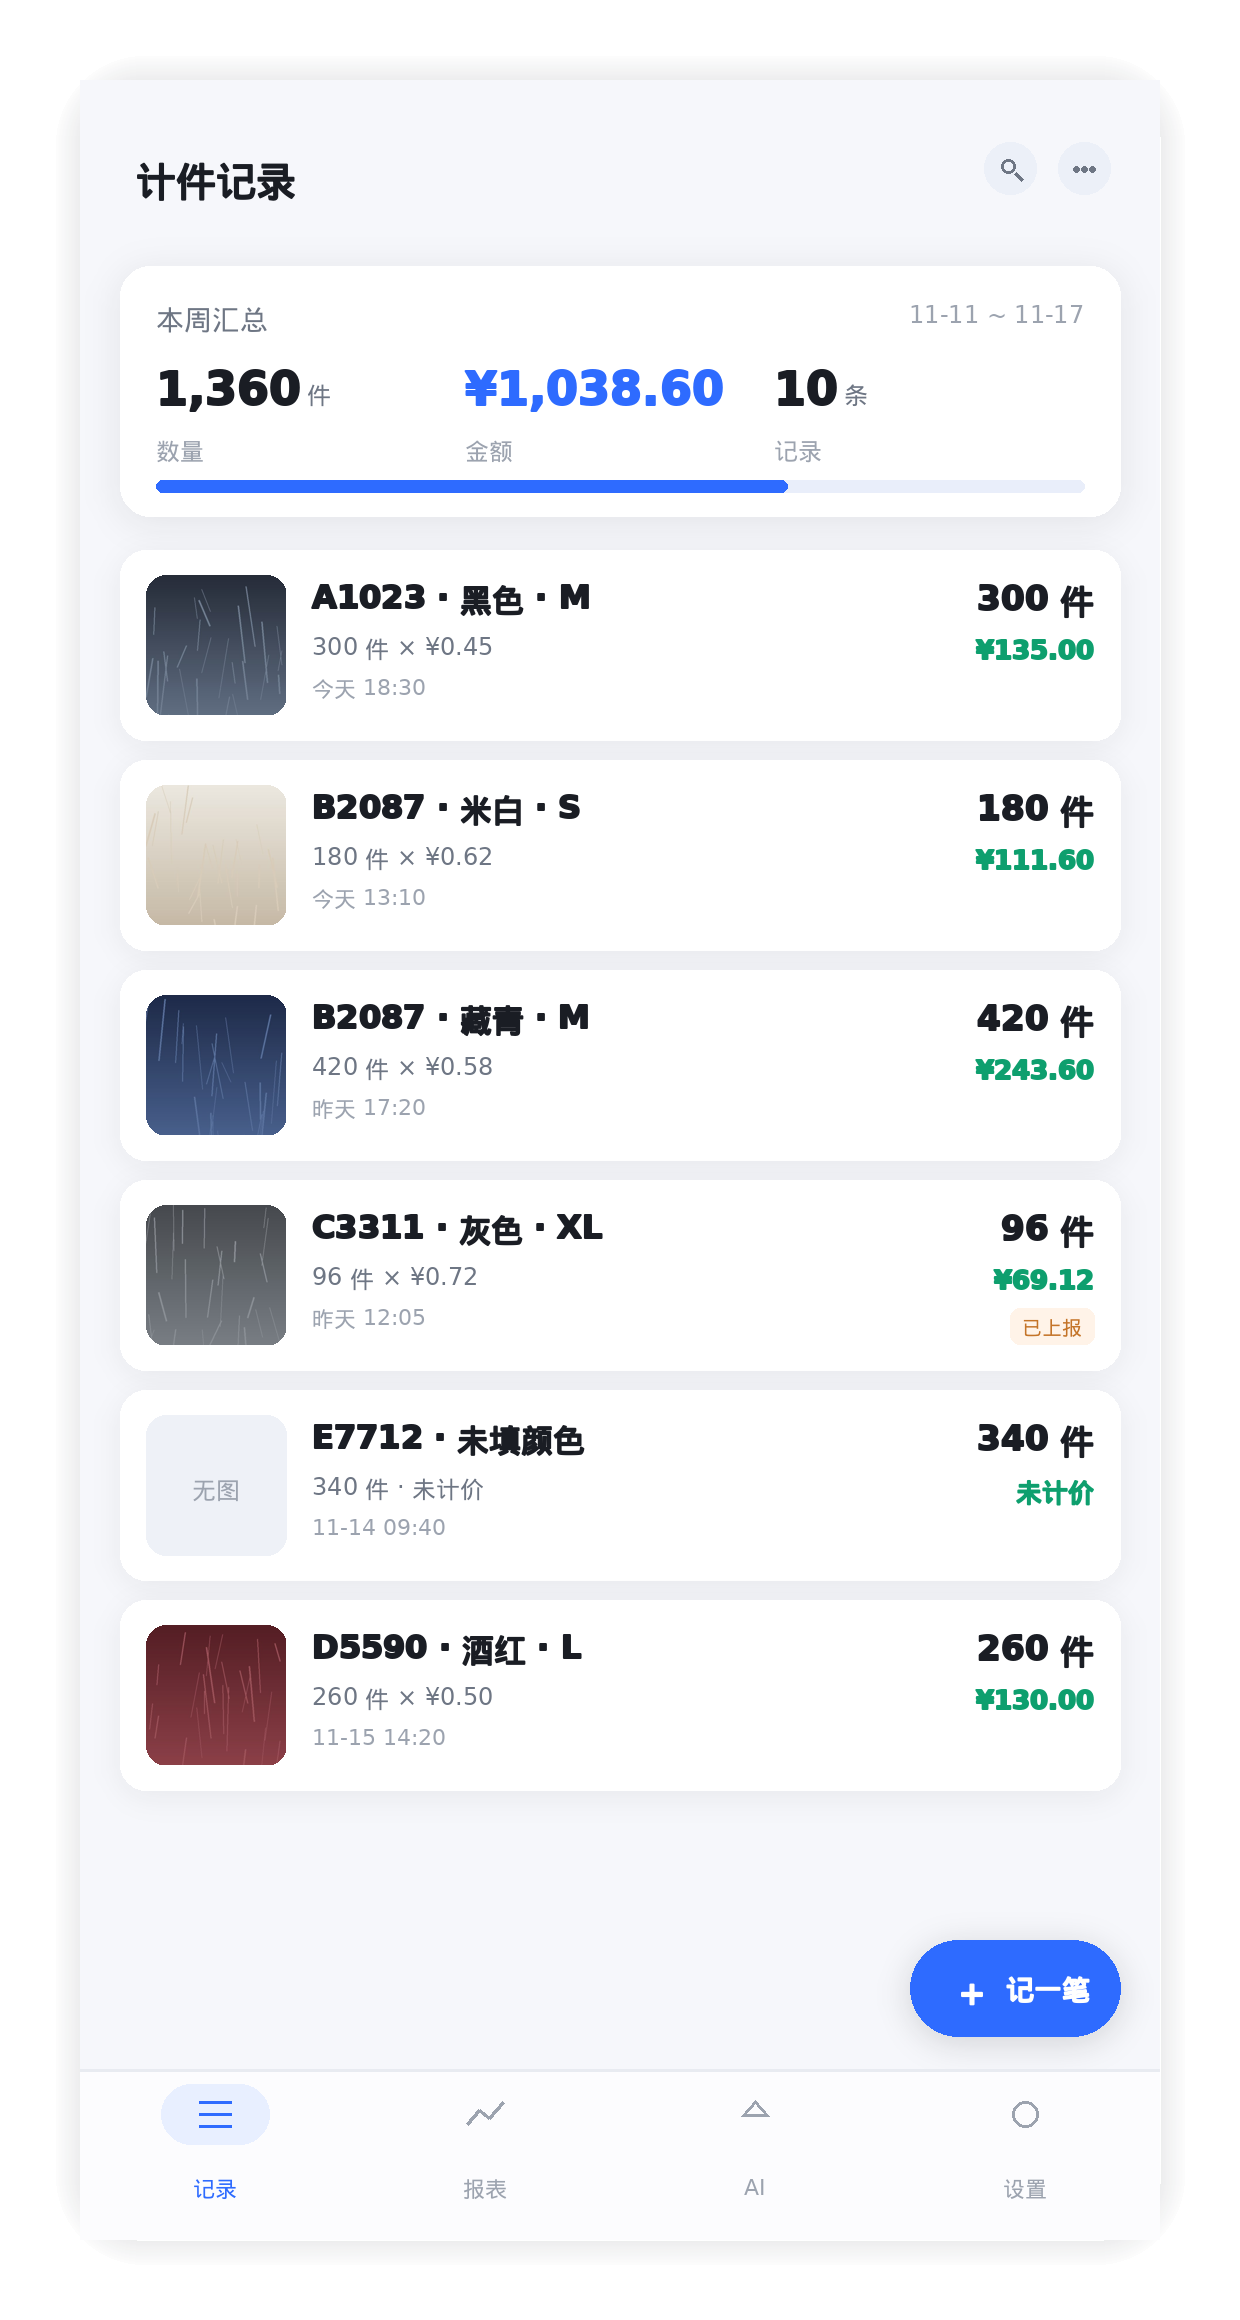 计件记录
本周汇总
11-11 ~ 11-17
1,360 件
¥1,038.60
10 条
数量
金额
记录
A1023 · 黑色 · M
300 件
300 件 × ¥0.45
¥135.00
今天 18:30
B2087 · 米白 · S
180 件
180 件 × ¥0.62
¥111.60
今天 13:10
B2087 · 藏青 · M
420 件
420 件 × ¥0.58
¥243.60
昨天 17:20
C3311 · 灰色 · XL
96 件
96 件 × ¥0.72
¥69.12
昨天 12:05
已上报
无图
E7712 · 未填颜色
340 件
340 件 · 未计价
未计价
11-14 09:40
D5590 · 酒红 · L
260 件
260 件 × ¥0.50
¥130.00
11-15 14:20
+ 记一笔
记录
报表
AI
设置